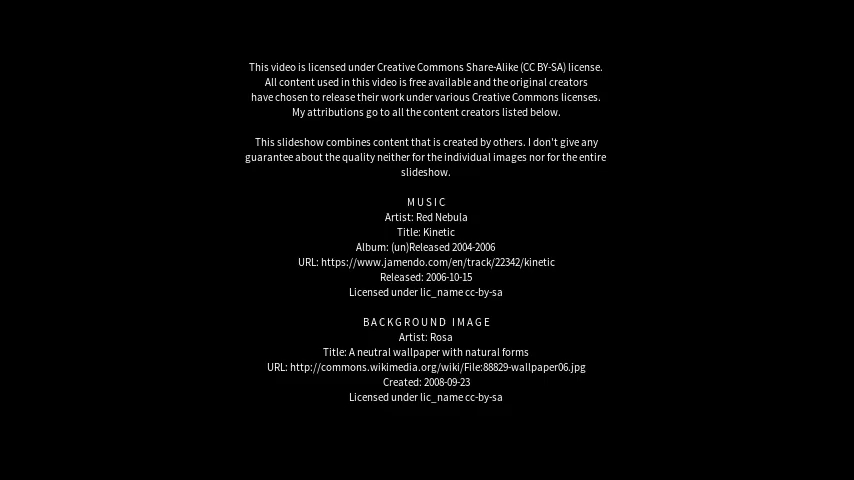 This video is licensed under Creative Commons Share-Alike (CC BY-SA) license.
All content used in this video is free available and the original creators
have chosen to release their work under various Creative Commons licenses.
My attributions go to all the content creators listed below.
This slideshow combines content that is created by others. I don't give any
guarantee about the quality neither for the individual images nor for the entire
slideshow.
MUSIC
Artist: Red Nebula
Title: Kinetic
Album: (un)Released 2004-2006
URL: https://www.jamendo.com/en/track/22342/kinetic
Released: 2006-10-15
Licensed under lic_name cc-by-sa
BACKGROUND IMAGE
Artist: Rosa
Title: A neutral wallpaper with natural forms
URL: http://commons.wikimedia.org/wiki/File:88829-wallpaper06.jpg
Created: 2008-09-23
Licensed under lic_name cc-by-sa